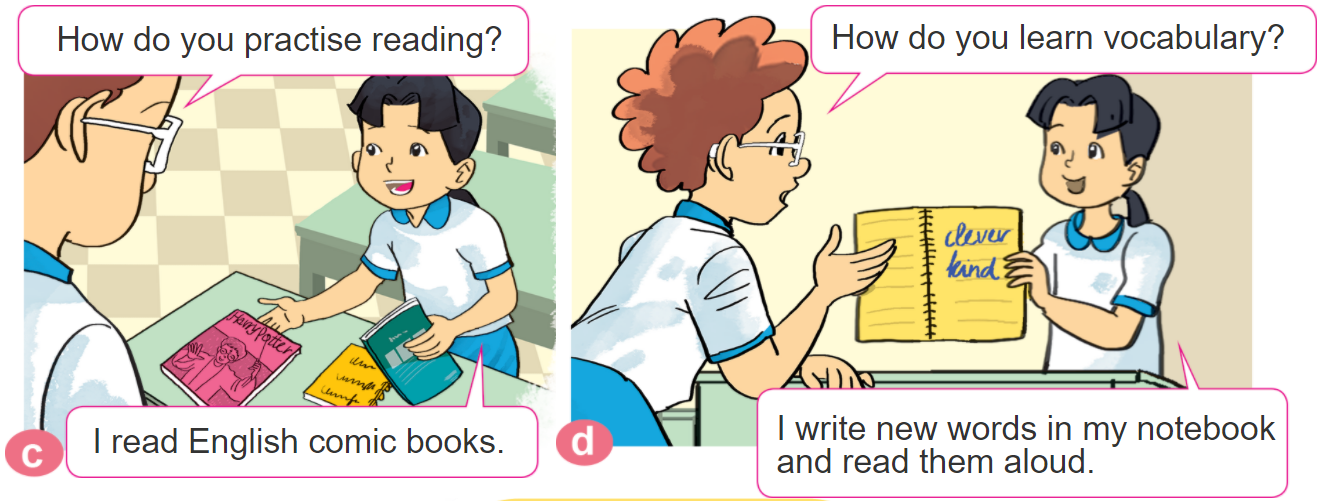 How do you practise reading?
Harry Potter
I read English comic books.
c
How do you learn vocabulary?
clever
kind
I write new words in my notebook
and read them aloud.
d